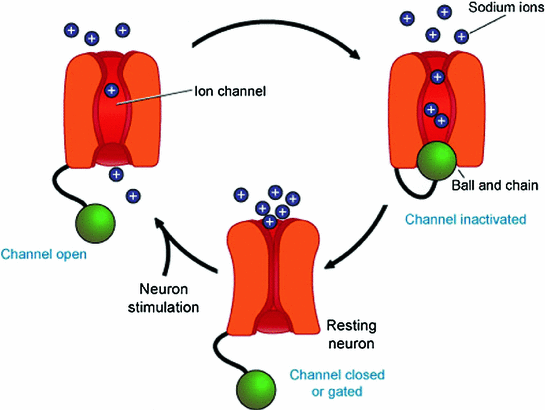 Sodium ions
Ion channel
Ball and chain
Channel inactivated
Channel open
Neuron
stimulation
Resting
neuron
Channel closed
or gated